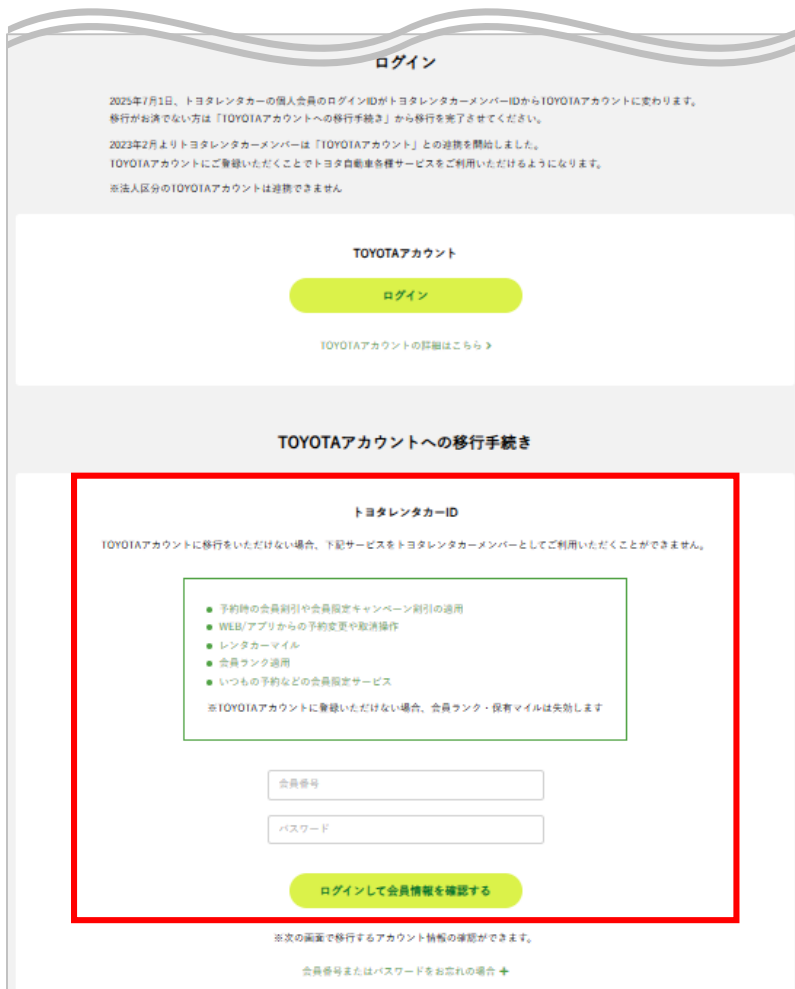 ログイン
2025年7月1日、トヨタレンタカーの個人会員のログインIDがトヨタレンタカーメンバーIDからTOYOTAアカウントに変わります。
移行がお済でない方は「TOYOTAアカウントへの移行手続き」から移行を完了させてください。
2023年2月よりトヨタレンタカーメンバーは「TOYOTAアカウント」との連携を開始しました。
TOYOTAアカウントにご登録いただくことでトヨタ自動車各種サービスをご利用いただけるようになります。
※法人区分のTOYOTAアカウントは連携できません
TOYOTAアカウント
ログイン
TOYOTAアカウントの詳細はこちら >
TOYOTAアカウントへの移行手続き
トヨタレンタカーID
TOYOTAアカウントに移行をいただけない場合、下記サービスをトヨタレンタカーメンバーとしてご利用いただくことができません。
● 予約時の会員割引や会員限定キャンペーン割引の適用
● WEB/アプリからの予約変更や取消操作
● レンタカーマイル
● 会員ランク適用
● いつもの予約などの会員限定サービス
※TOYOTAアカウントに登録いただけない場合、会員ランク・保有マイルは失効します
会員番号
パスワード
ログインして会員情報を確認する
※次の画面で移行するアカウント情報の確認ができます。
会員番号またはパスワードをお忘れの場合 +